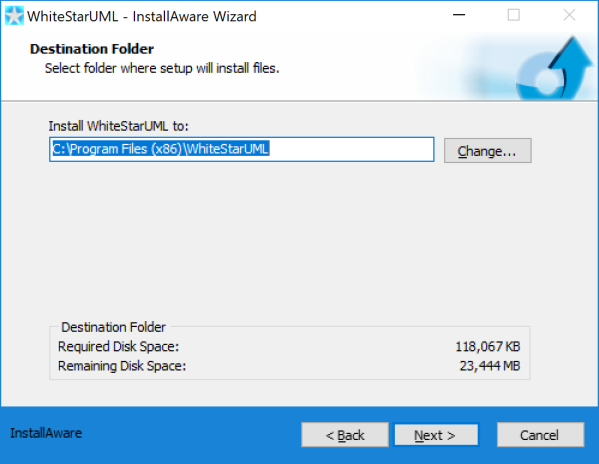 WhiteStarUML - InstallAware Wizard
Destination Folder
Select folder where setup will install files.
Install WhiteStarUML to:
C:\Program Files (x86)\WhiteStarUML
Change...
Destination Folder
Required Disk Space: 118,067 KB
Remaining Disk Space: 23,444 MB
InstallAware
< Back Next > Cancel